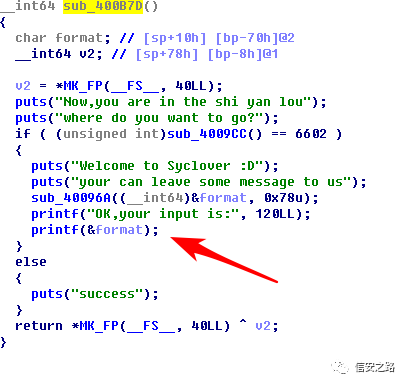 __int64 sub_400B7D()
{
  char format; // [sp+10h] [bp-70h]@2
  __int64 v2; // [sp+78h] [bp-8h]@1

  v2 = *MK_FP(__FS__, 40LL);
  puts("Now,you are in the shi yan lou");
  puts("where do you want to go?");
  if ( (unsigned int)sub_4009CC() == 6602 )
  {
    puts("Welcome to Syclover :D");
    puts("your can leave some message to us");
    sub_40096A((__int64)&format, 0x78u);
    printf("OK,your input is:", 120LL);
    printf(&format);
  }
  else
  {
    puts("success");
  }
  return *MK_FP(__FS__, 40LL) ^ v2;
}
信安之路